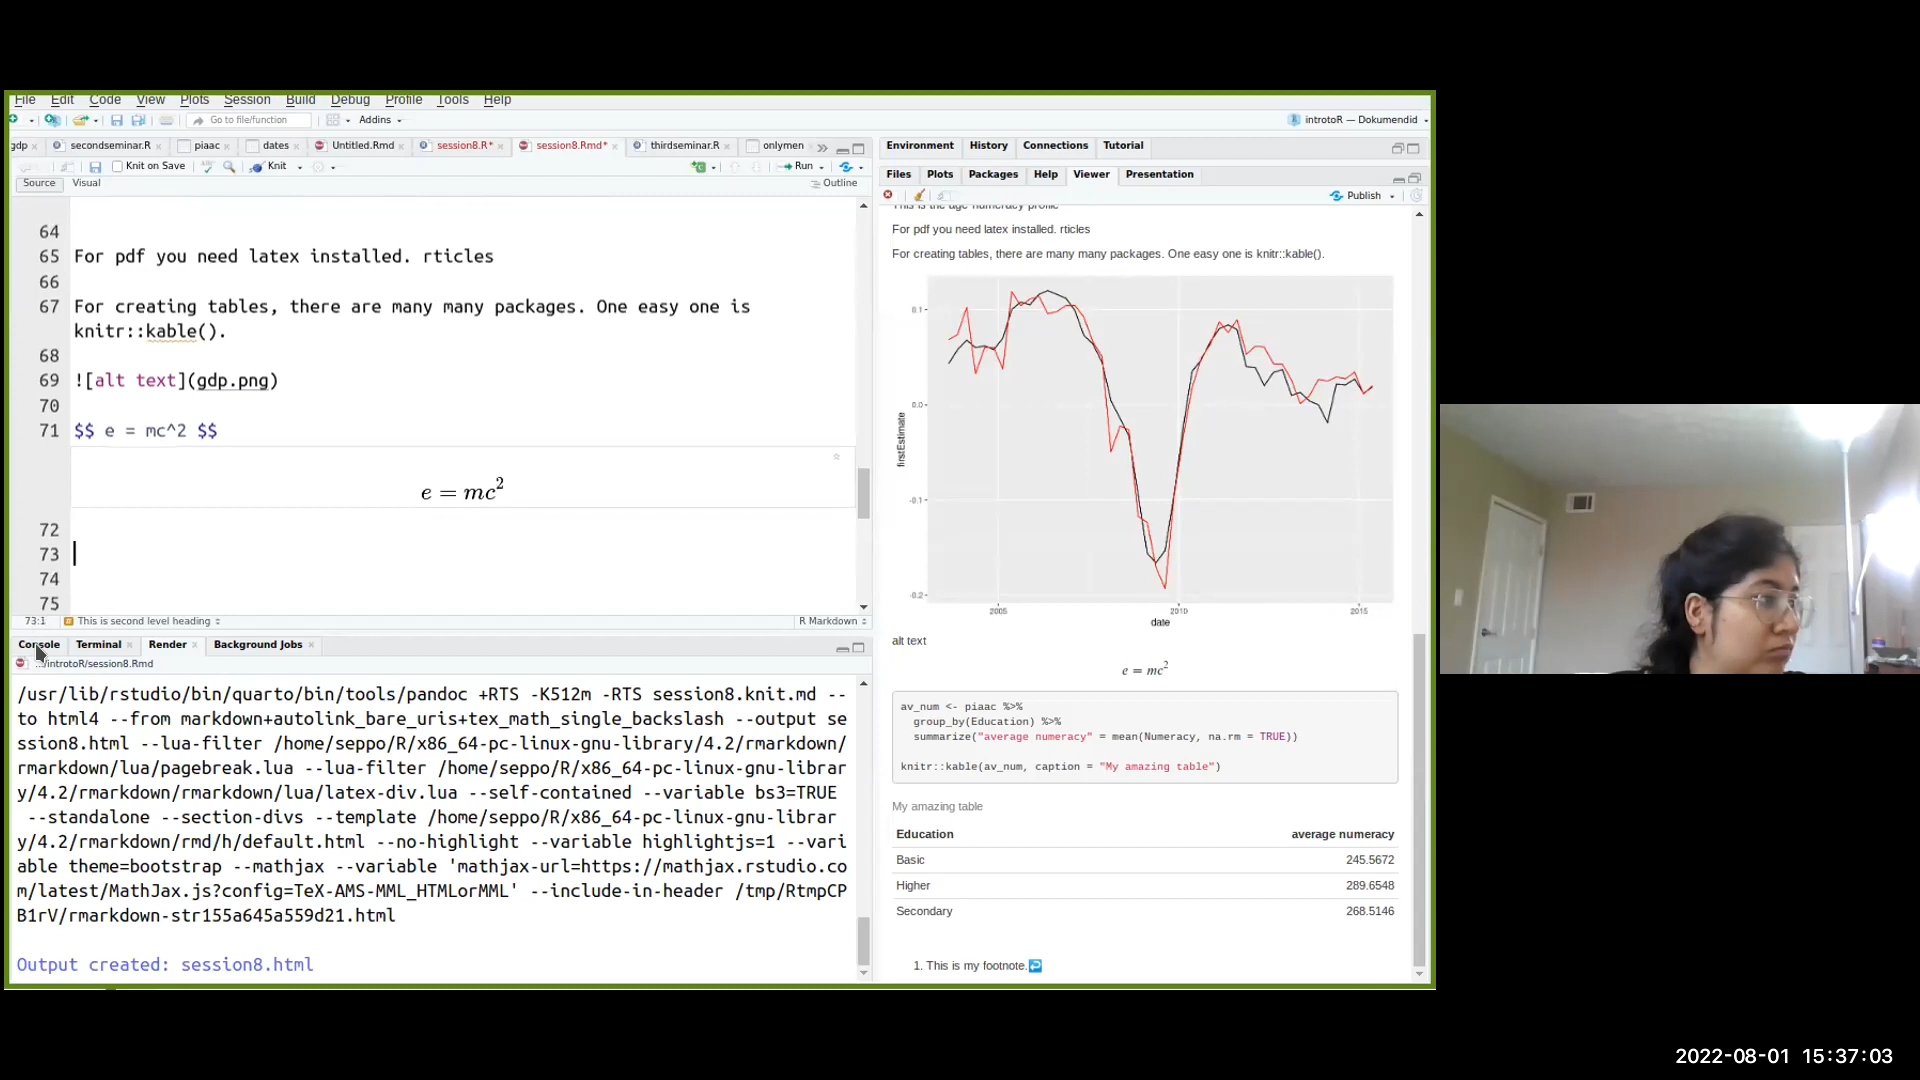 File Edit Code View Plots Session Build Debug Profile Tools Help
Go to file/function Addins introtoR — Dokumendid
gdp secondseminar.R piaac dates Untitled.Rmd session8.R* session8.Rmd* thirdseminar.R onlymen
Knit on Save Knit Run
Source Visual Outline
64
65 For pdf you need latex installed. rticles
66
67 For creating tables, there are many many packages. One easy one is
knitr::kable().
68
69 ![alt text](gdp.png)
70
71 $$ e = mc^2 $$
e = mc²
72
73
74
75
73:1 This is second level heading R Markdown
Console Terminal Render Background Jobs
.../introtoR/session8.Rmd
/usr/lib/rstudio/bin/quarto/bin/tools/pandoc +RTS -K512m -RTS session8.knit.md --
to html4 --from markdown+autolink_bare_uris+tex_math_single_backslash --output se
ssion8.html --lua-filter /home/seppo/R/x86_64-pc-linux-gnu-library/4.2/rmarkdown/
rmarkdown/lua/pagebreak.lua --lua-filter /home/seppo/R/x86_64-pc-linux-gnu-librar
y/4.2/rmarkdown/rmarkdown/lua/latex-div.lua --self-contained --variable bs3=TRUE
--standalone --section-divs --template /home/seppo/R/x86_64-pc-linux-gnu-librar
y/4.2/rmarkdown/rmd/h/default.html --no-highlight --variable highlightjs=1 --vari
able theme=bootstrap --mathjax --variable 'mathjax-url=https://mathjax.rstudio.co
m/latest/MathJax.js?config=TeX-AMS-MML_HTMLorMML' --include-in-header /tmp/RtmpCP
B1rV/rmarkdown-str155a645a559d21.html
Output created: session8.html
Environment History Connections Tutorial
Files Plots Packages Help Viewer Presentation
Publish
This is the age numeracy profile
For pdf you need latex installed. rticles
For creating tables, there are many many packages. One easy one is knitr::kable().
0.1
0.0
-0.1
-0.2
firstEstimate
2005 2010 2015
date
alt text
e = mc²
av_num <- piaac %>%
group_by(Education) %>%
summarize("average numeracy" = mean(Numeracy, na.rm = TRUE))
knitr::kable(av_num, caption = "My amazing table")
My amazing table
Education average numeracy
Basic 245.5672
Higher 289.6548
Secondary 268.5146
1. This is my footnote.↩
2022-08-01 15:37:03